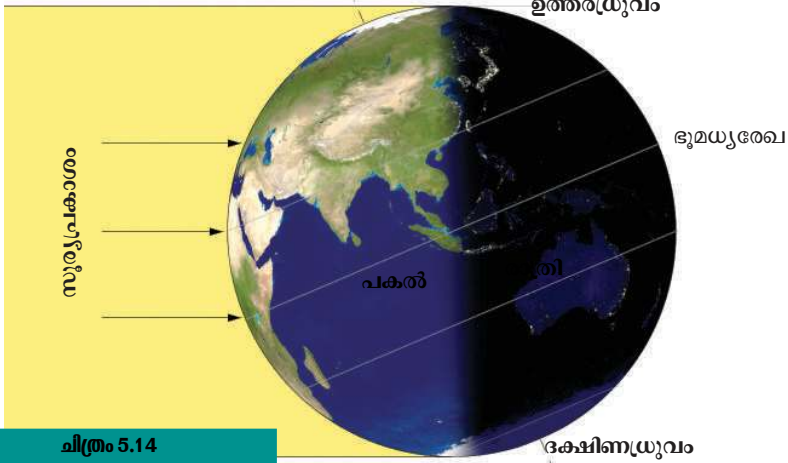 ഉത്തരധ്രുവം
ഭൂമധ്യരേഖ
സൂര്യപ്രകാശം
പകൽ
ദക്ഷിണധ്രുവം
ചിത്രം 5.14